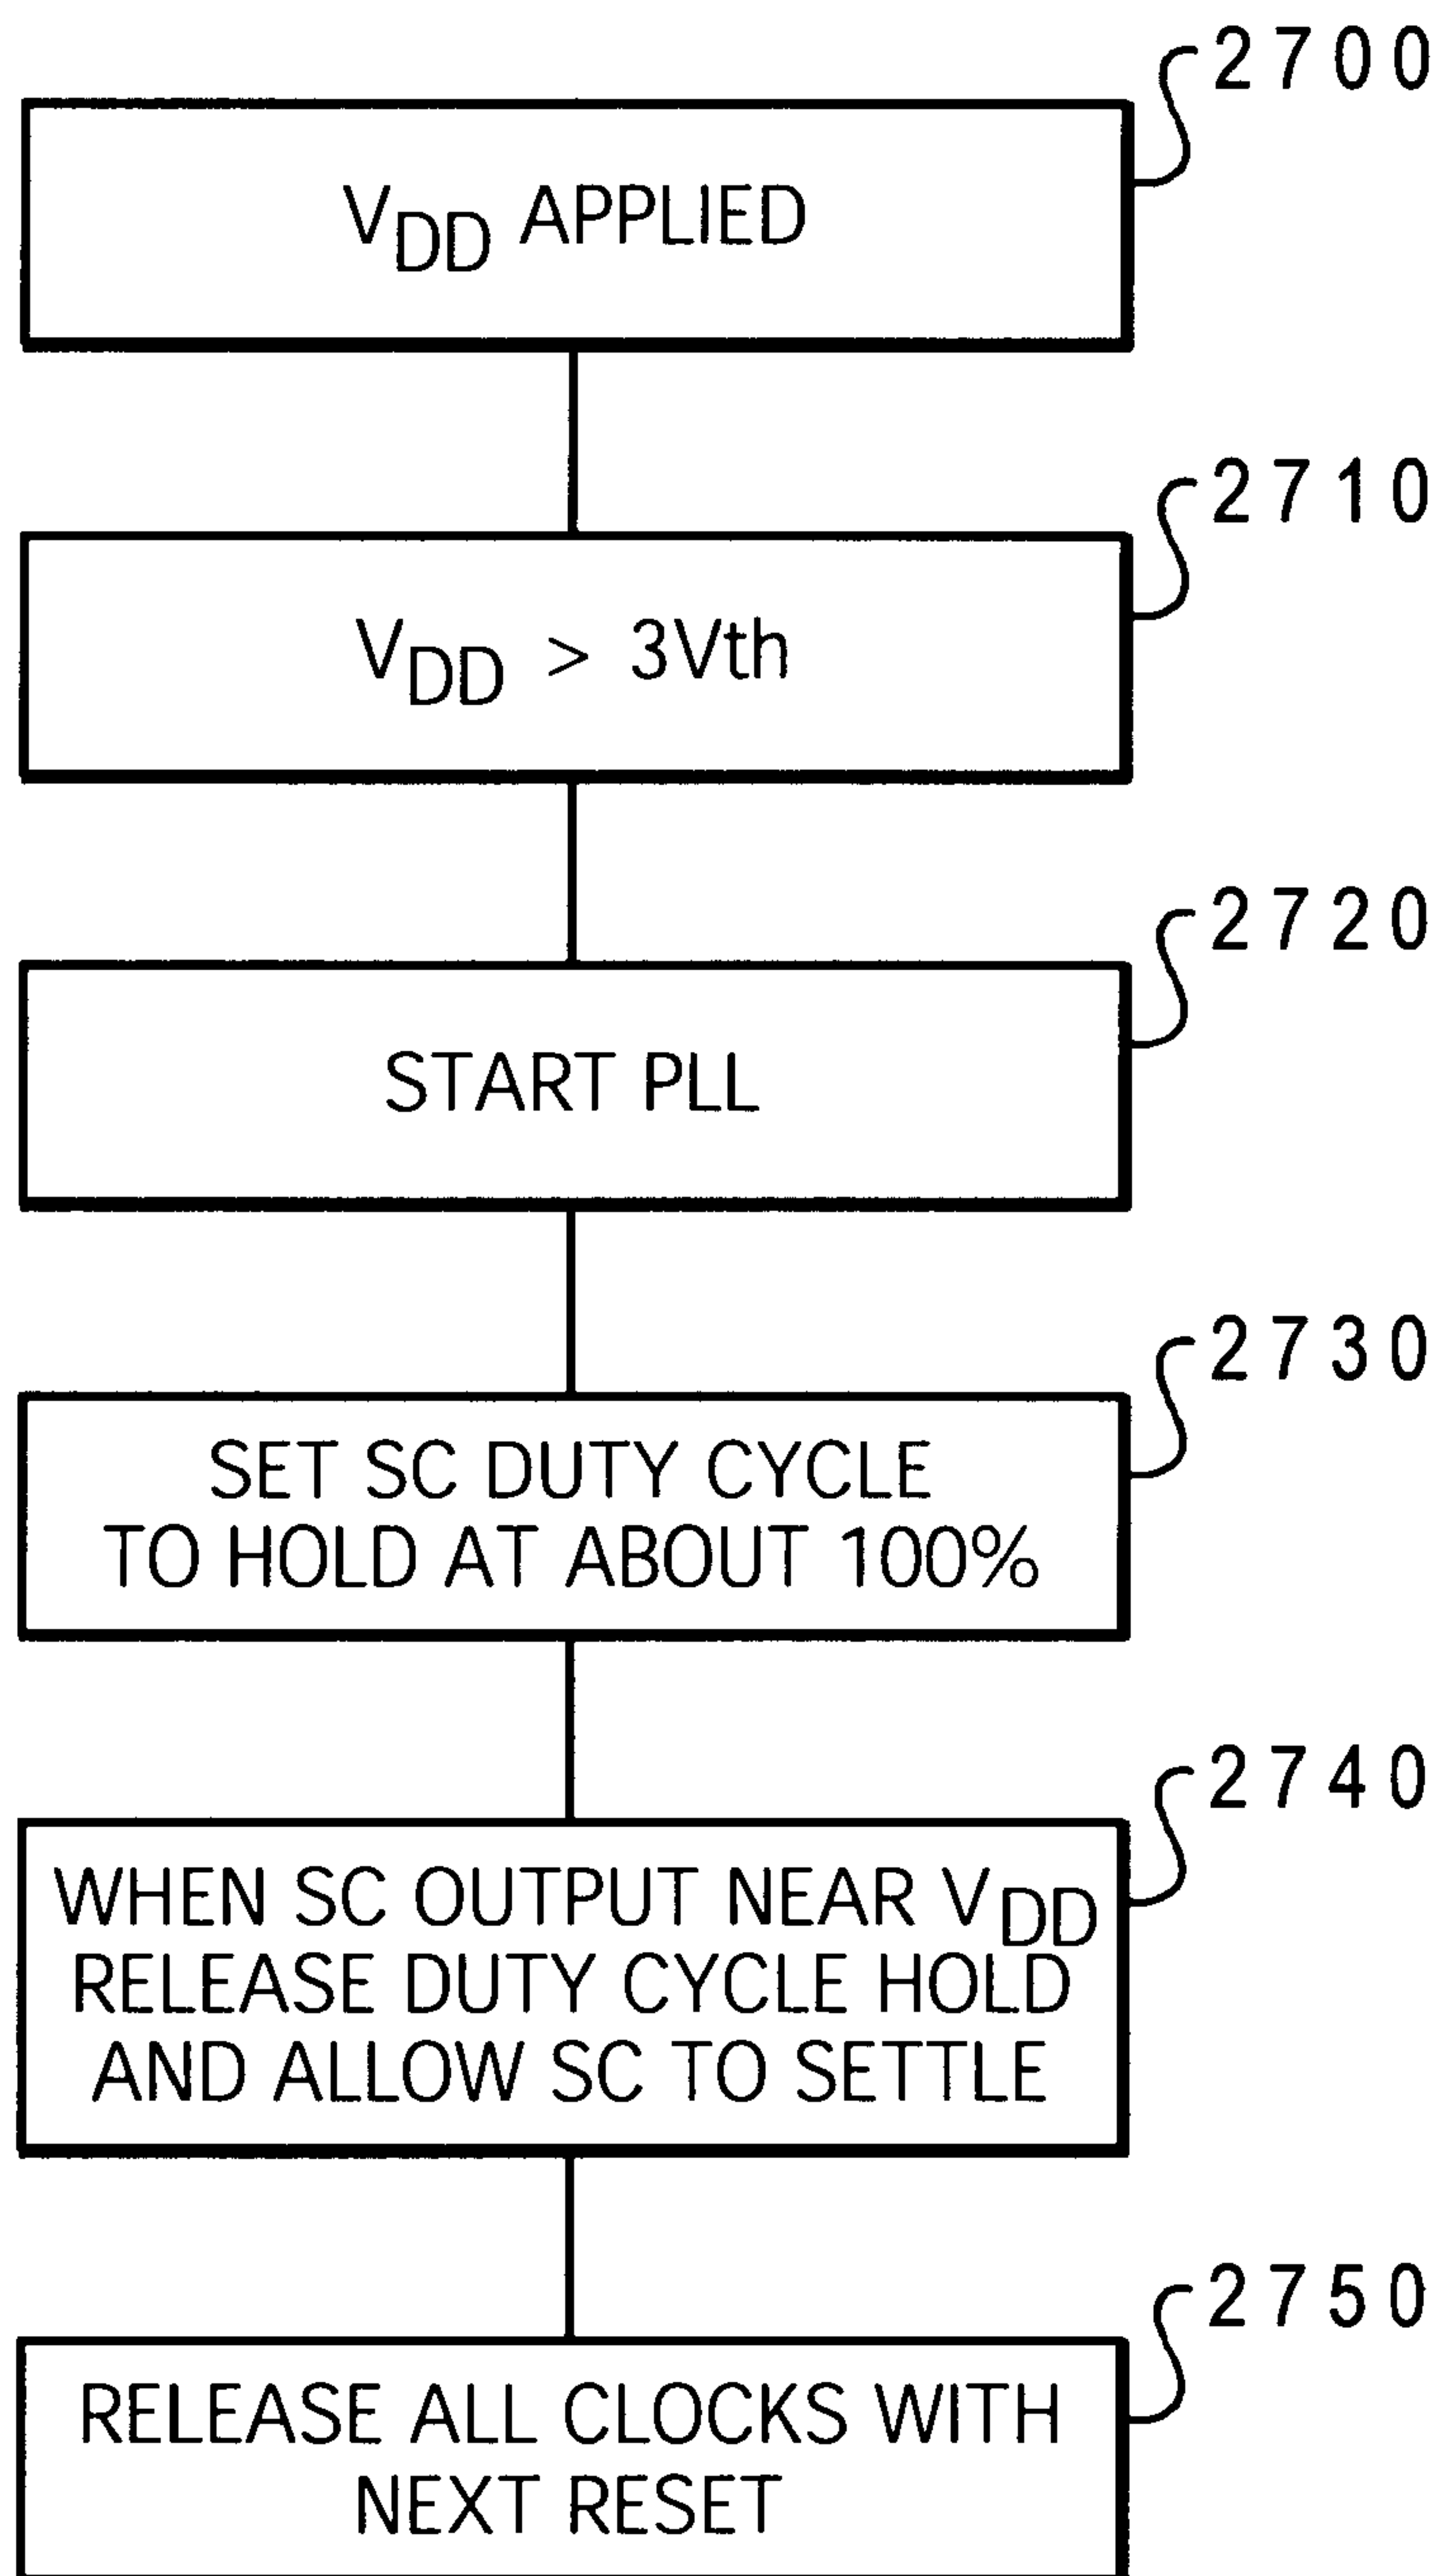 2700
VDD APPLIED
2710
VDD > 3Vth
2720
START PLL
2730
SET SC DUTY CYCLE
TO HOLD AT ABOUT 100%
2740
WHEN SC OUTPUT NEAR VDD
RELEASE DUTY CYCLE HOLD
AND ALLOW SC TO SETTLE
2750
RELEASE ALL CLOCKS WITH
NEXT RESET